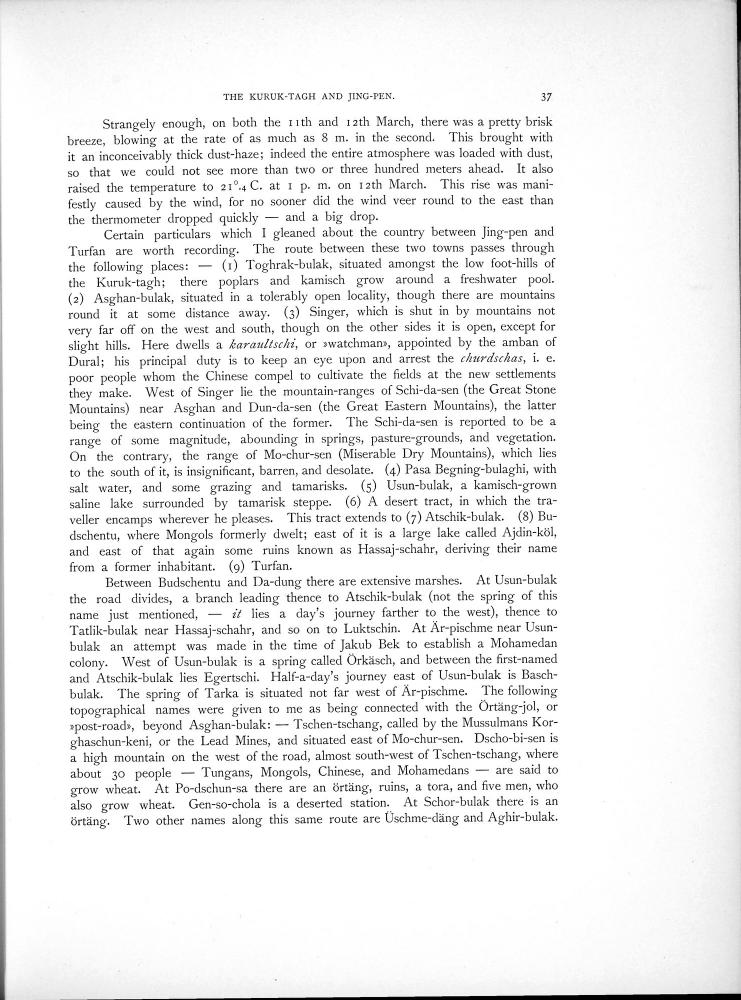 THE KURUK-TAGH AND JING-PEN. 37
Strangely enough, on both the 11th and 12th March, there was a pretty brisk
breeze, blowing at the rate of as much as 8 m. in the second. This brought with
it an inconceivably thick dust-haze; indeed the entire atmosphere was loaded with dust,
so that we could not see more than two or three hundred meters ahead. It also
raised the temperature to 21°.4 C. at 1 p. m. on 12th March. This rise was mani-
festly caused by the wind, for no sooner did the wind veer round to the east than
the thermometer dropped quickly — and a big drop.
Certain particulars which I gleaned about the country between Jing-pen and
Turfan are worth recording. The route between these two towns passes through
the following places: — (1) Toghrak-bulak, situated amongst the low foot-hills of
the Kuruk-tagh; there poplars and kamisch grow around a freshwater pool.
(2) Asghan-bulak, situated in a tolerably open locality, though there are mountains
round it at some distance away. (3) Singer, which is shut in by mountains not
very far off on the west and south, though on the other sides it is open, except for
slight hills. Here dwells a karaultschi, or »watchman», appointed by the amban of
Dural; his principal duty is to keep an eye upon and arrest the churdschas, i. e.
poor people whom the Chinese compel to cultivate the fields at the new settlements
they make. West of Singer lie the mountain-ranges of Schi-da-sen (the Great Stone
Mountains) near Asghan and Dun-da-sen (the Great Eastern Mountains), the latter
being the eastern continuation of the former. The Schi-da-sen is reported to be a
range of some magnitude, abounding in springs, pasture-grounds, and vegetation.
On the contrary, the range of Mo-chur-sen (Miserable Dry Mountains), which lies
to the south of it, is insignificant, barren, and desolate. (4) Pasa Begning-bulaghi, with
salt water, and some grazing and tamarisks. (5) Usun-bulak, a kamisch-grown
saline lake surrounded by tamarisk steppe. (6) A desert tract, in which the tra-
veller encamps wherever he pleases. This tract extends to (7) Atschik-bulak. (8) Bu-
dschentu, where Mongols formerly dwelt; east of it is a large lake called Ajdin-köl,
and east of that again some ruins known as Hassaj-schahr, deriving their name
from a former inhabitant. (9) Turfan.
Between Budschentu and Da-dung there are extensive marshes. At Usun-bulak
the road divides, a branch leading thence to Atschik-bulak (not the spring of this
name just mentioned, — it lies a day's journey farther to the west), thence to
Tatlik-bulak near Hassaj-schahr, and so on to Luktschin. At Är-pischme near Usun-
bulak an attempt was made in the time of Jakub Bek to establish a Mohamedan
colony. West of Usun-bulak is a spring called Örkäsch, and between the first-named
and Atschik-bulak lies Egertschi. Half-a-day's journey east of Usun-bulak is Basch-
bulak. The spring of Tarka is situated not far west of Är-pischme. The following
topographical names were given to me as being connected with the Örtäng-jol, or
»post-road», beyond Asghan-bulak: — Tschen-tschang, called by the Mussulmans Kor-
ghaschun-keni, or the Lead Mines, and situated east of Mo-chur-sen. Dscho-bi-sen is
a high mountain on the west of the road, almost south-west of Tschen-tschang, where
about 30 people — Tungans, Mongols, Chinese, and Mohamedans — are said to
grow wheat. At Po-dschun-sa there are an örtäng, ruins, a tora, and five men, who
also grow wheat. Gen-so-chola is a deserted station. At Schor-bulak there is an
örtäng. Two other names along this same route are Üschme-däng and Aghir-bulak.